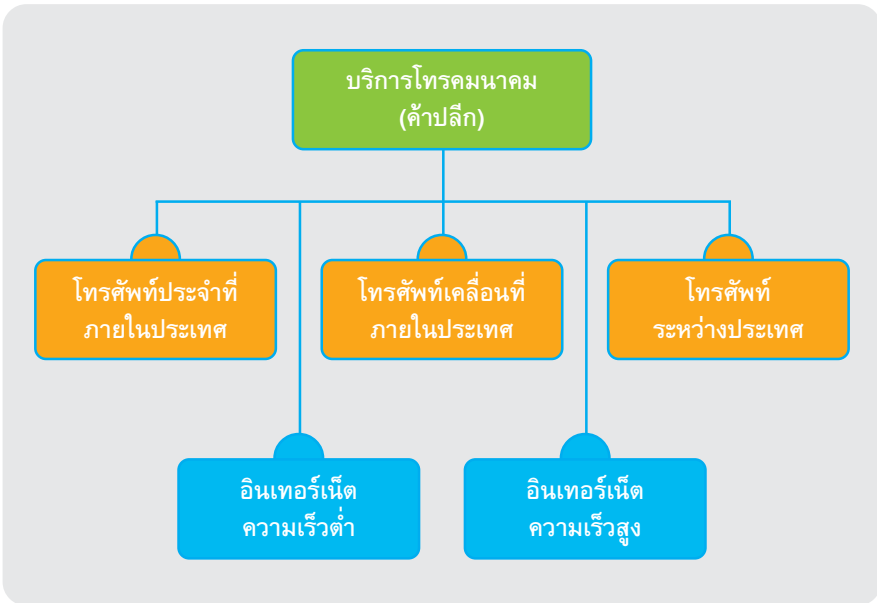 บริการโทรคมนาคม
(ค้าปลีก)
โทรศัพท์ประจำที่
ภายในประเทศ
โทรศัพท์เคลื่อนที่
ภายในประเทศ
โทรศัพท์
ระหว่างประเทศ
อินเทอร์เน็ต
ความเร็วต่ำ
อินเทอร์เน็ต
ความเร็วสูง